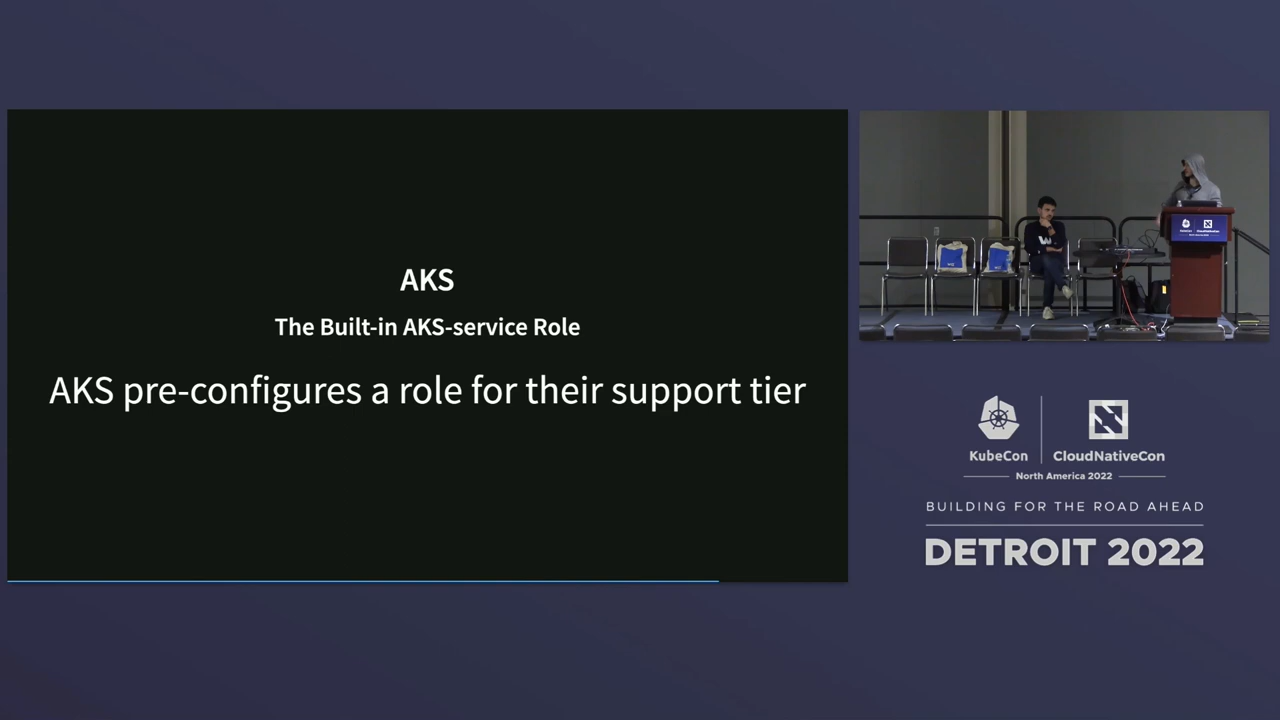 AKS
The Built-in AKS-service Role
AKS pre-configures a role for their support tier
KubeCon
CloudNativeCon
North America 2022
BUILDING FOR THE ROAD AHEAD
DETROIT 2022